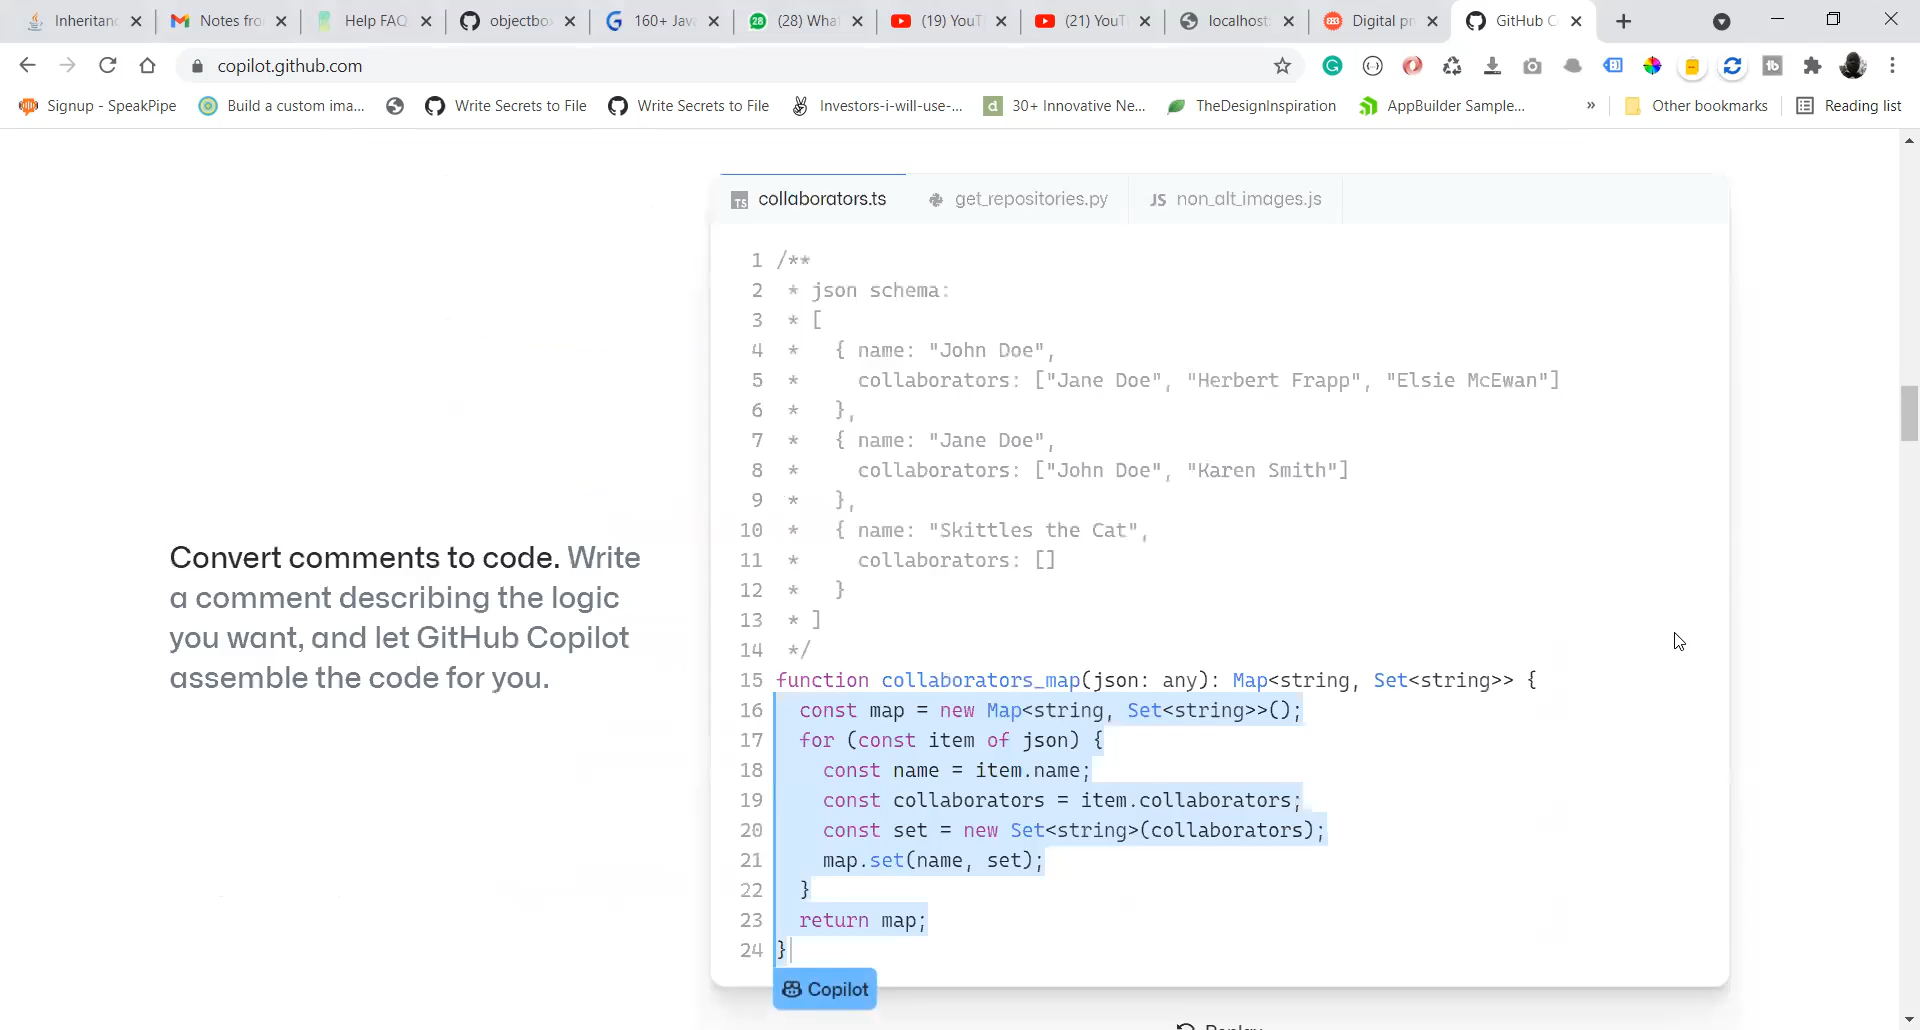 Inheritanc
Notes fro
Help FAQ
objectbo
160+ Jav
28
(28) What
(19) YouT
(21) YouT
localhost:
Digital pr
GitHub C
copilot.github.com
Signup - SpeakPipe
Build a custom ima...
Write Secrets to File
Write Secrets to File
Investors-i-will-use-...
d
30+ Innovative Ne...
TheDesignInspiration
AppBuilder Sample...
»
Other bookmarks
Reading list
TS collaborators.ts
get_repositories.py
JS non_alt_images.js
Convert comments to code. Write
a comment describing the logic
you want, and let GitHub Copilot
assemble the code for you.
1 /**
2 * json schema:
3 * [
4 * { name: "John Doe",
5 * collaborators: ["Jane Doe", "Herbert Frapp", "Elsie McEwan"]
6 * },
7 * { name: "Jane Doe",
8 * collaborators: ["John Doe", "Karen Smith"]
9 * },
10 * { name: "Skittles the Cat",
11 * collaborators: []
12 * }
13 * ]
14 */
15 function collaborators_map(json: any): Map<string, Set<string>> {
16 const map = new Map<string, Set<string>>();
17 for (const item of json) {
18 const name = item.name;
19 const collaborators = item.collaborators;
20 const set = new Set<string>(collaborators);
21 map.set(name, set);
22 }
23 return map;
24 }
Copilot